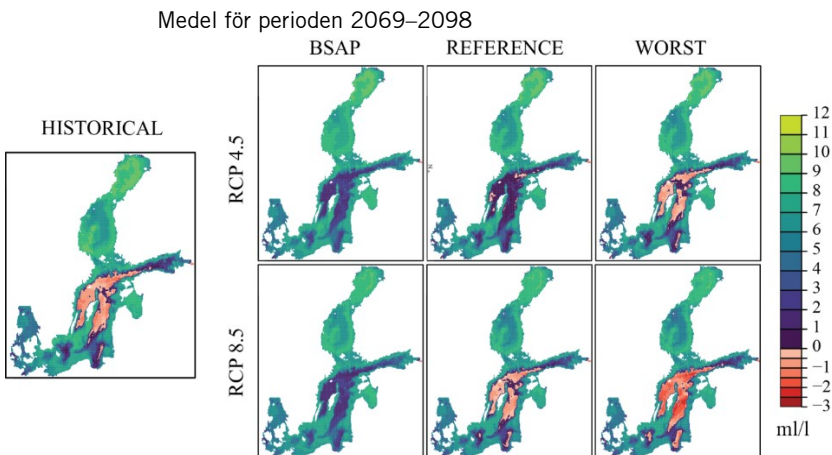 Medel för perioden 2069–2098
BSAP
REFERENCE
WORST
HISTORICAL
RCP 4.5
RCP 8.5
12
11
10
9
8
7
6
5
4
3
2
1
0
−1
−2
−3
ml/l